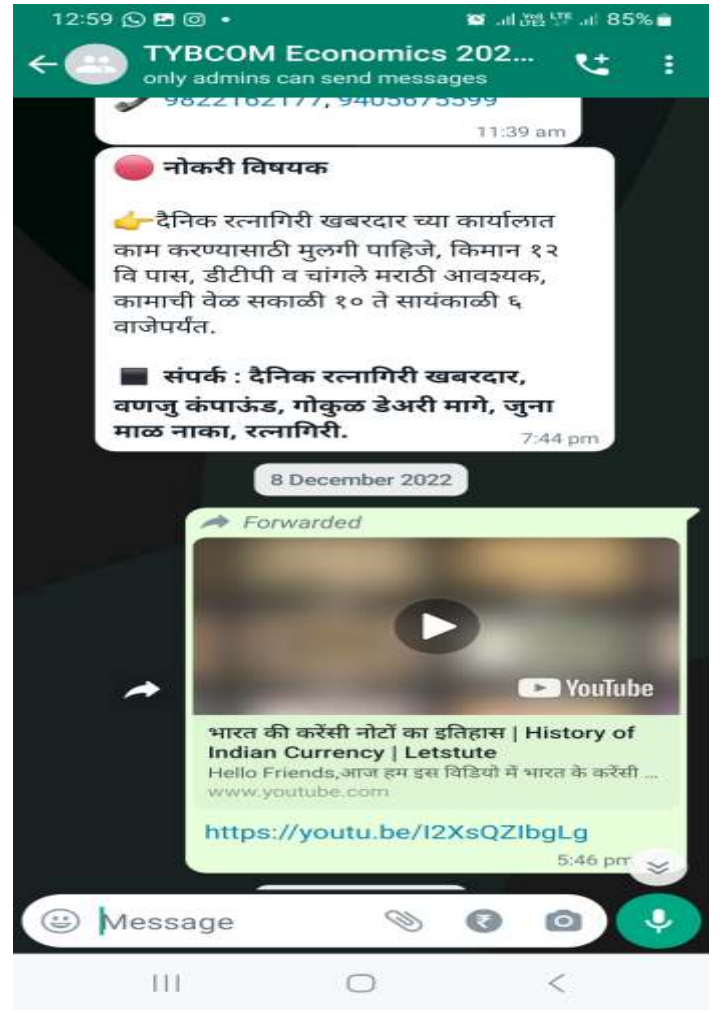 12:59
85%
TYBCOM Economics 202...
only admins can send messages
9822162177, 9405675599
11:39 am
नोकरी विषयक
दैनिक रत्नागिरी खबरदार च्या कार्यालात
काम करण्यासाठी मुलगी पाहिजे, किमान १२
वि पास, डीटीपी व चांगले मराठी आवश्यक,
कामाची वेळ सकाळी १० ते सायंकाळी ६
वाजेपर्यंत.
संपर्क : दैनिक रत्नागिरी खबरदार,
वणजु कंपाऊंड, गोकुळ डेअरी मागे, जुना
माळ नाका, रत्नागिरी.
7:44 pm
8 December 2022
Forwarded
YouTube
भारत की करेंसी नोटों का इतिहास | History of
Indian Currency | Letstute
Hello Friends,आज हम इस विडियो में भारत के करेंसी ...
www.youtube.com
https://youtu.be/I2XsQZIbgLg
5:46 pm
Message